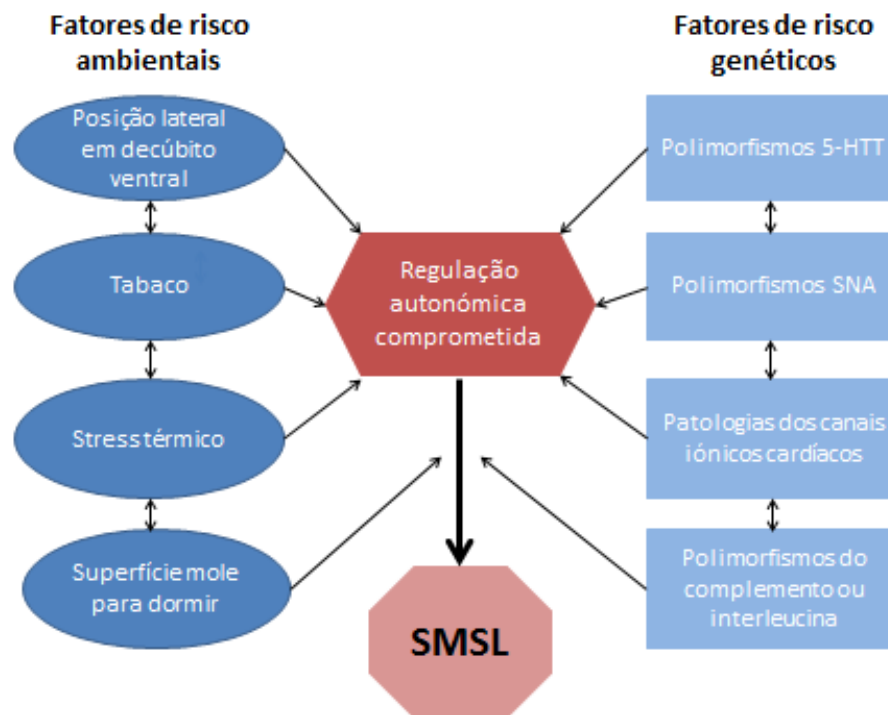 Fatores de risco
ambientais
Posição lateral
em decúbito
ventral
Tabaco
Stress térmico
Superfície mole
para dormir
Regulação
autonómica
comprometida
SMSL
Fatores de risco
genéticos
Polimorfismos 5-HTT
Polimorfismos SNA
Patologias dos canais
iónicos cardíacos
Polimorfismos do
complemento ou
interleucina